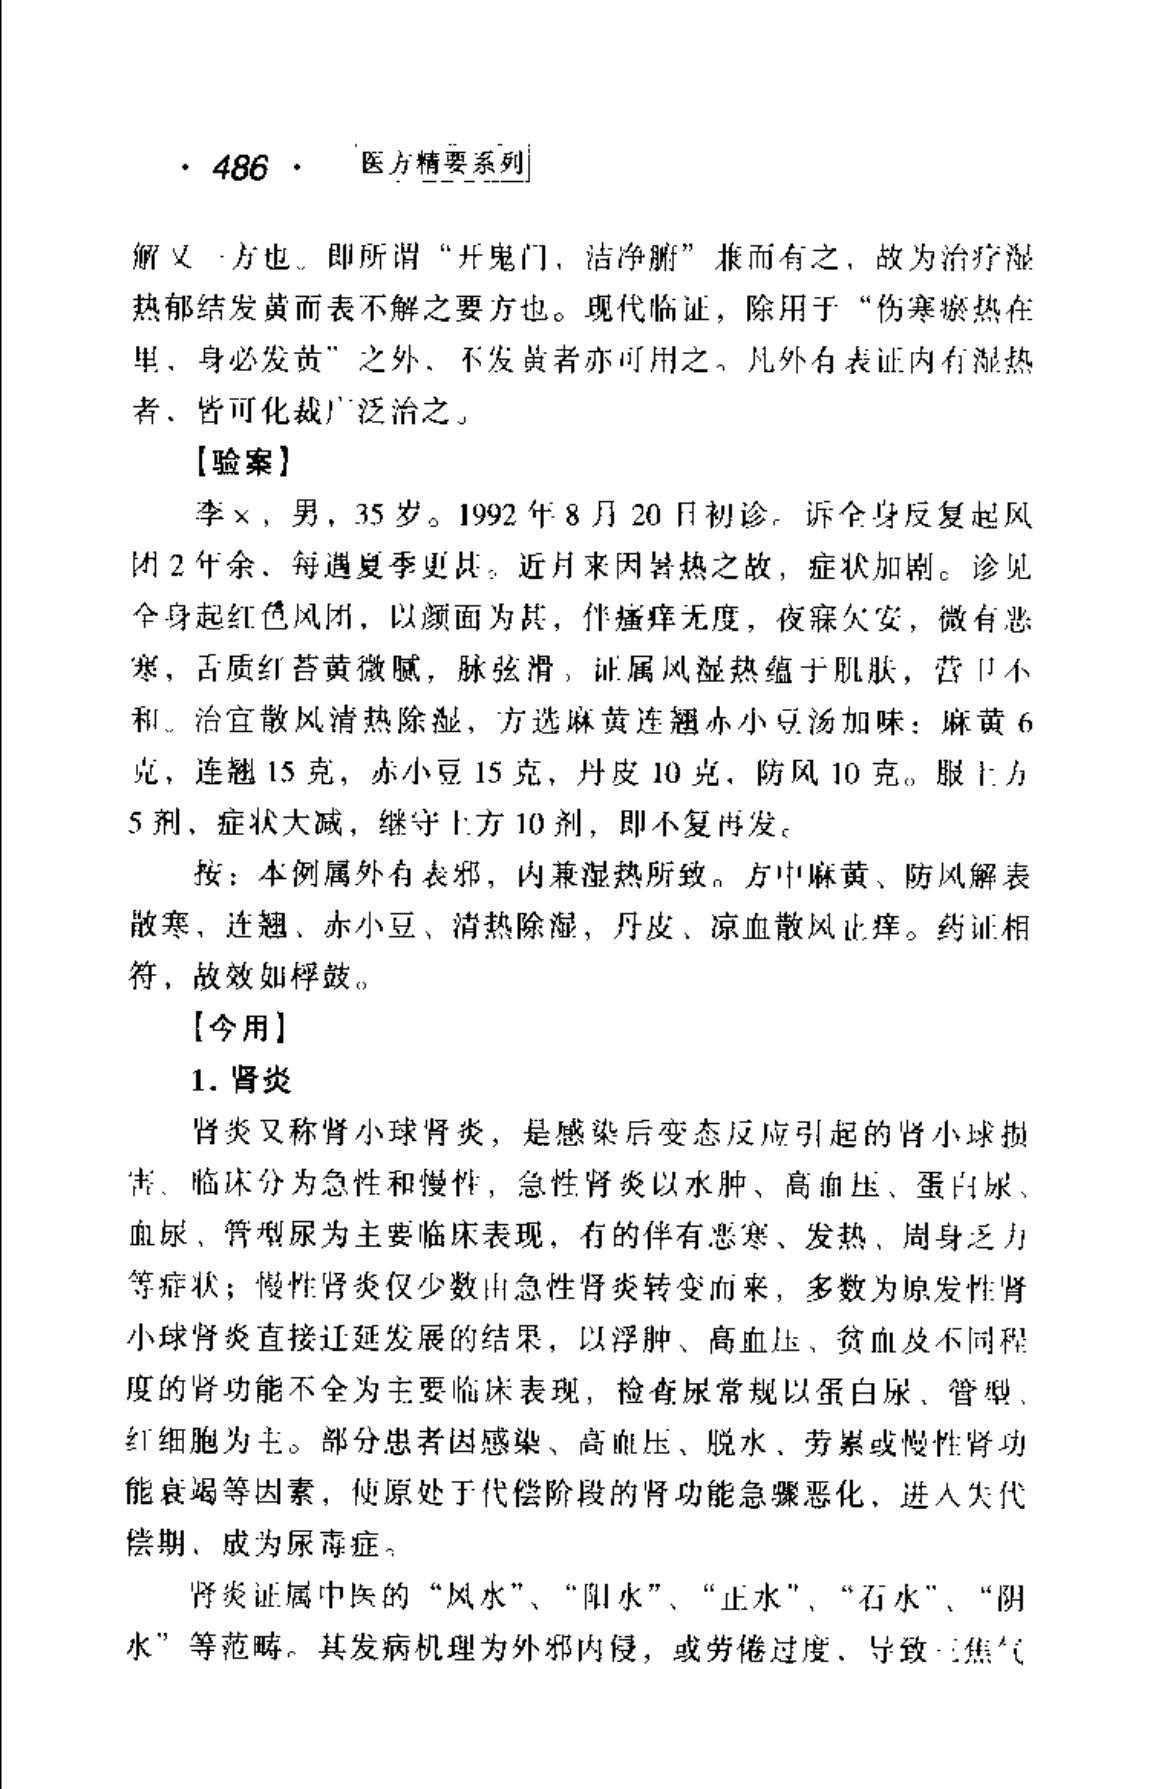 · 486 · 医方精要系列
解又一方也。即所谓“开鬼门，洁净腑”兼而有之，故为治疗湿
热郁结发黄而表不解之要方也。现代临证，除用于“伤寒瘀热在
里、身必发黄”之外、不发黄者亦可用之。凡外有表证内有湿热
者、皆可化裁广泛治之。
【验案】
李×，男，35岁。1992年8月20日初诊。诉全身反复起风
团2年余、每遇夏季更甚。近月来因暑热之故，症状加剧。诊见
全身起红色风团，以颜面为甚，伴瘙痒无度，夜寐欠安，微有恶
寒，舌质红苔黄微腻，脉弦滑。证属风湿热蕴于肌肤，营卫不
和。治宜散风清热除湿，方选麻黄连翘赤小豆汤加味：麻黄6
克，连翘15克，赤小豆15克，丹皮10克，防风10克。服上方
5剂、症状大减，继守上方10剂，即不复再发。
按：本例属外有表邪，内兼湿热所致。方中麻黄、防风解表
散寒、连翘、赤小豆、清热除湿，丹皮、凉血散风止痒。药证相
符，故效如桴鼓。
【今用】
1. 肾炎
肾炎又称肾小球肾炎，是感染后变态反应引起的肾小球损
害、临床分为急性和慢性，急性肾炎以水肿、高血压、蛋白尿、
血尿、管型尿为主要临床表现，有的伴有恶寒、发热、周身乏力
等症状；慢性肾炎仅少数由急性肾炎转变而来，多数为原发性肾
小球肾炎直接迁延发展的结果，以浮肿、高血压、贫血及不同程
度的肾功能不全为主要临床表现，检查尿常规以蛋白尿、管型、
红细胞为主。部分患者因感染、高血压、脱水、劳累或慢性肾功
能衰竭等因素，使原处于代偿阶段的肾功能急骤恶化，进入失代
偿期、成为尿毒症。
肾炎证属中医的“风水”、“阳水”、“正水”、“石水”、“阴
水”等范畴。其发病机理为外邪内侵，或劳倦过度、导致三焦气